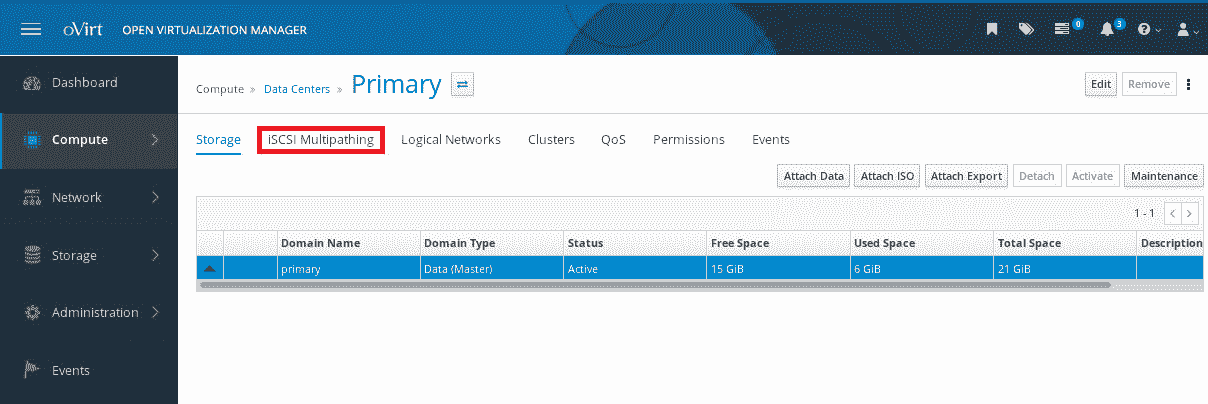 oVirt OPEN VIRTUALIZATION MANAGER 0 3
Dashboard
Compute
Network
Storage
Administration
Events
Compute » Data Centers » Primary Edit Remove
Storage iSCSI Multipathing Logical Networks Clusters QoS Permissions Events
Attach Data Attach ISO Attach Export Detach Activate Maintenance
1 - 1
Domain Name Domain Type Status Free Space Used Space Total Space Description
primary Data (Master) Active 15 GiB 6 GiB 21 GiB